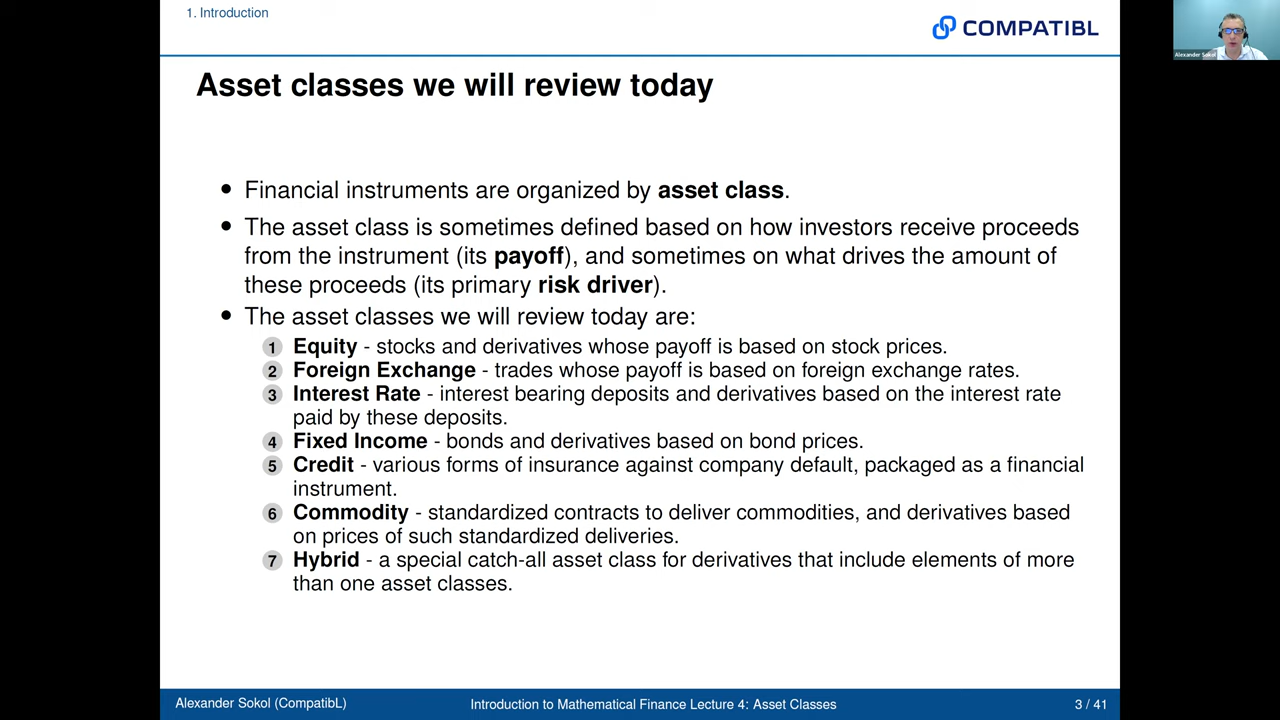 1. Introduction
COMPATIBL
Alexander Sokol
Asset classes we will review today
• Financial instruments are organized by asset class.
• The asset class is sometimes defined based on how investors receive proceeds
from the instrument (its payoff), and sometimes on what drives the amount of
these proceeds (its primary risk driver).
• The asset classes we will review today are:
1 Equity - stocks and derivatives whose payoff is based on stock prices.
2 Foreign Exchange - trades whose payoff is based on foreign exchange rates.
3 Interest Rate - interest bearing deposits and derivatives based on the interest rate
paid by these deposits.
4 Fixed Income - bonds and derivatives based on bond prices.
5 Credit - various forms of insurance against company default, packaged as a financial
instrument.
6 Commodity - standardized contracts to deliver commodities, and derivatives based
on prices of such standardized deliveries.
7 Hybrid - a special catch-all asset class for derivatives that include elements of more
than one asset classes.
Alexander Sokol (CompatibL)
Introduction to Mathematical Finance Lecture 4: Asset Classes
3 / 41